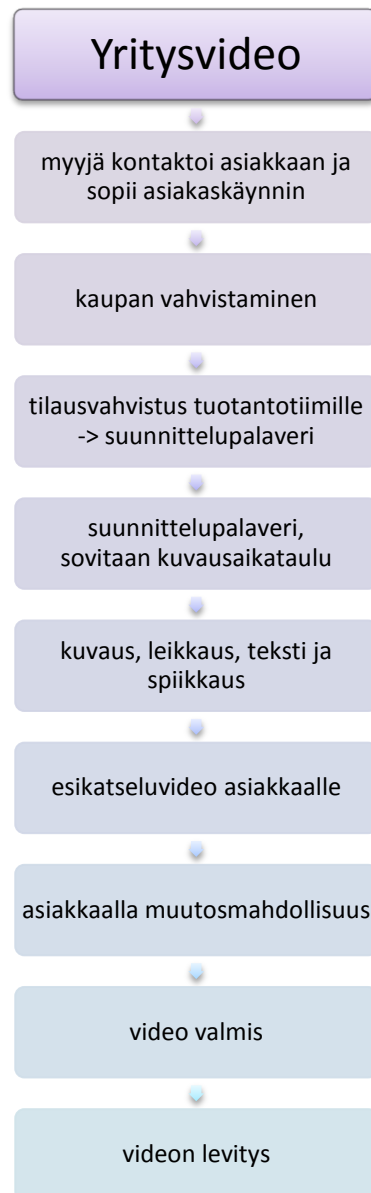 Yritysvideo
myyjä kontaktoi asiakkaan ja
sopii asiakaskäynnin
kaupan vahvistaminen
tilausvahvistus tuotantotiimille
-> suunnittelupalaveri
suunnittelupalaveri,
sovitaan kuvausaikataulu
kuvaus, leikkaus, teksti ja
spiikkaus
esikatseluvideo asiakkaalle
asiakkaalla muutosmahdollisuus
video valmis
videon levitys